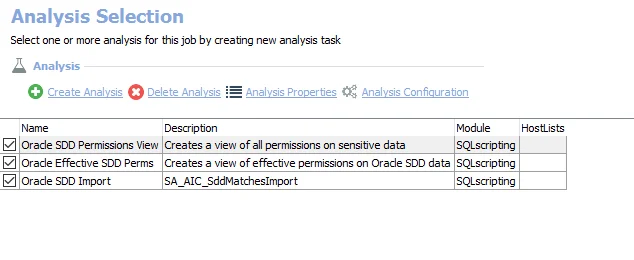 Analysis Selection
Select one or more analysis for this job by creating new analysis task
Analysis
Create Analysis Delete Analysis Analysis Properties Analysis Configuration
Name Description Module HostLists
Oracle SDD Permissions View Creates a view of all permissions on sensitive data SQLscripting
Oracle Effective SDD Perms Creates a view of effective permissions on Oracle SDD data SQLscripting
Oracle SDD Import SA_AIC_SddMatchesImport SQLscripting